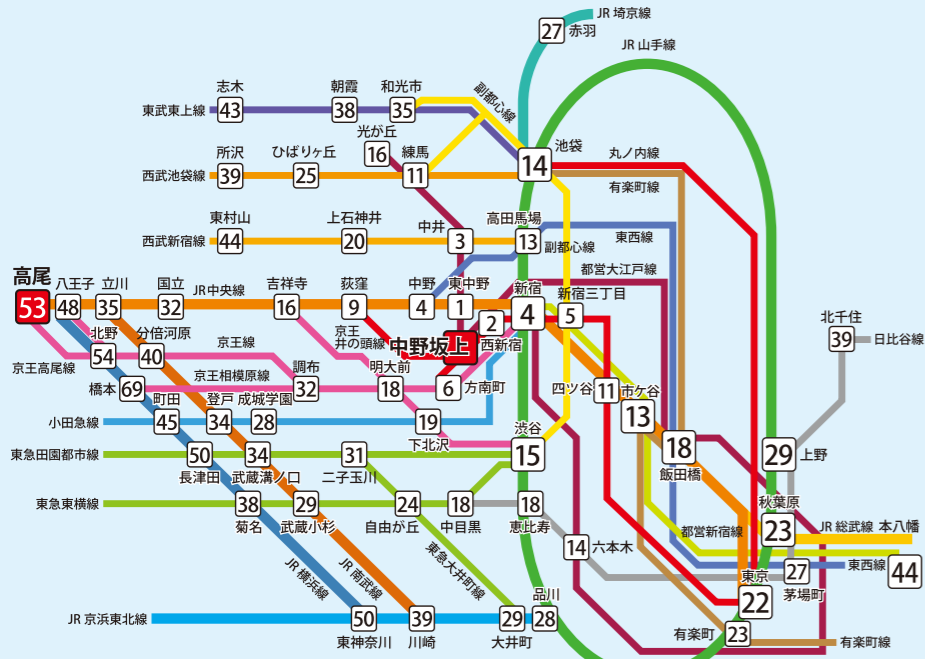 JR 埼京線
27 赤羽
JR 山手線
志木
43
朝霞
38
和光市
35
副都心線
東武東上線
光が丘
16
練馬
11
池袋
14
丸ノ内線
有楽町線
所沢
39
ひばりヶ丘
25
西武池袋線
東村山
44
上石神井
20
中井
3
高田馬場
13
西武新宿線
東西線
副都心線
都営大江戸線
高尾
53
八王子
48
立川
35
国立
32
JR中央線
吉祥寺
16
荻窪
9
中野
4
東中野
1
新宿
4
新宿三丁目
5
2
西新宿
中野坂上
北千住
39
日比谷線
京王
井の頭線
北野
54
分倍河原
40
京王線
京王高尾線
京王相模原線
調布
32
明大前
18
6
方南町
四ツ谷
11
市ケ谷
13
橋本
69
町田
45
登戸
34
成城学園
28
小田急線
19
下北沢
渋谷
15
18
飯田橋
29
上野
東急田園都市線
50
長津田
34
武蔵溝ノ口
31
二子玉川
秋葉原
23
JR 総武線 本八幡
東急東横線
38
菊名
29
武蔵小杉
24
自由が丘
18
中目黒
18
恵比寿
都営新宿線
14
六本木
東西線
44
27
茅場町
東急大井町線
JR 横浜線
JR 南武線
東京
22
品川
28
JR 京浜東北線
50
東神奈川
39
川崎
29
大井町
有楽町
23
有楽町線